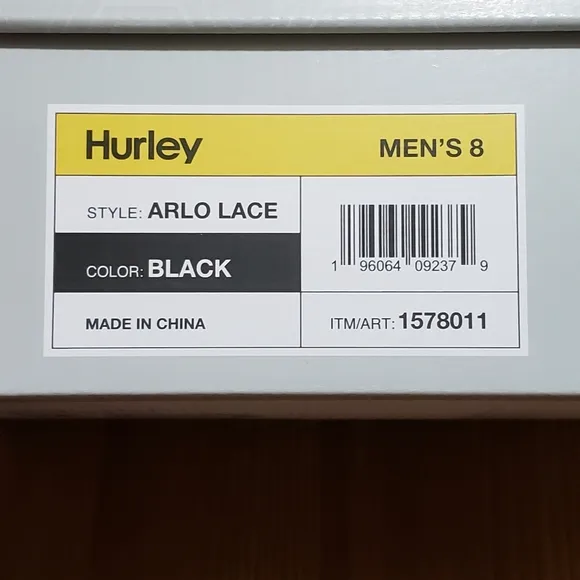 Hurley
MEN'S 8
STYLE: ARLO LACE
COLOR: BLACK
1 96064 09237 9
MADE IN CHINA
ITM/ART: 1578011